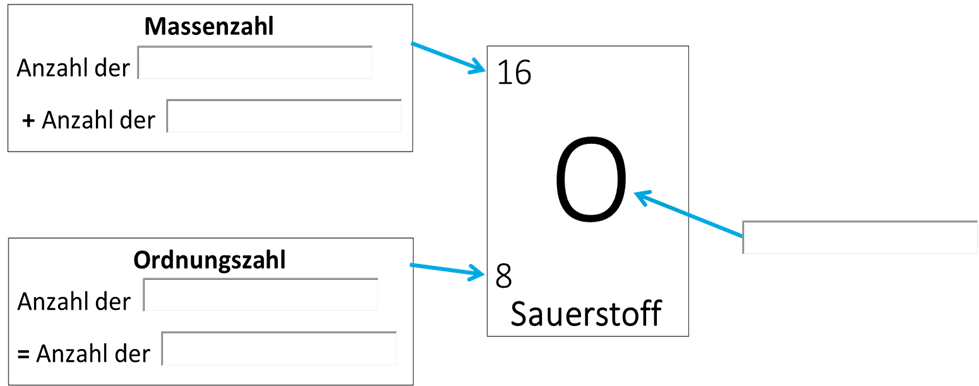 Massenzahl
Anzahl der
+ Anzahl der
16
O
8
Sauerstoff
Ordnungszahl
Anzahl der
= Anzahl der